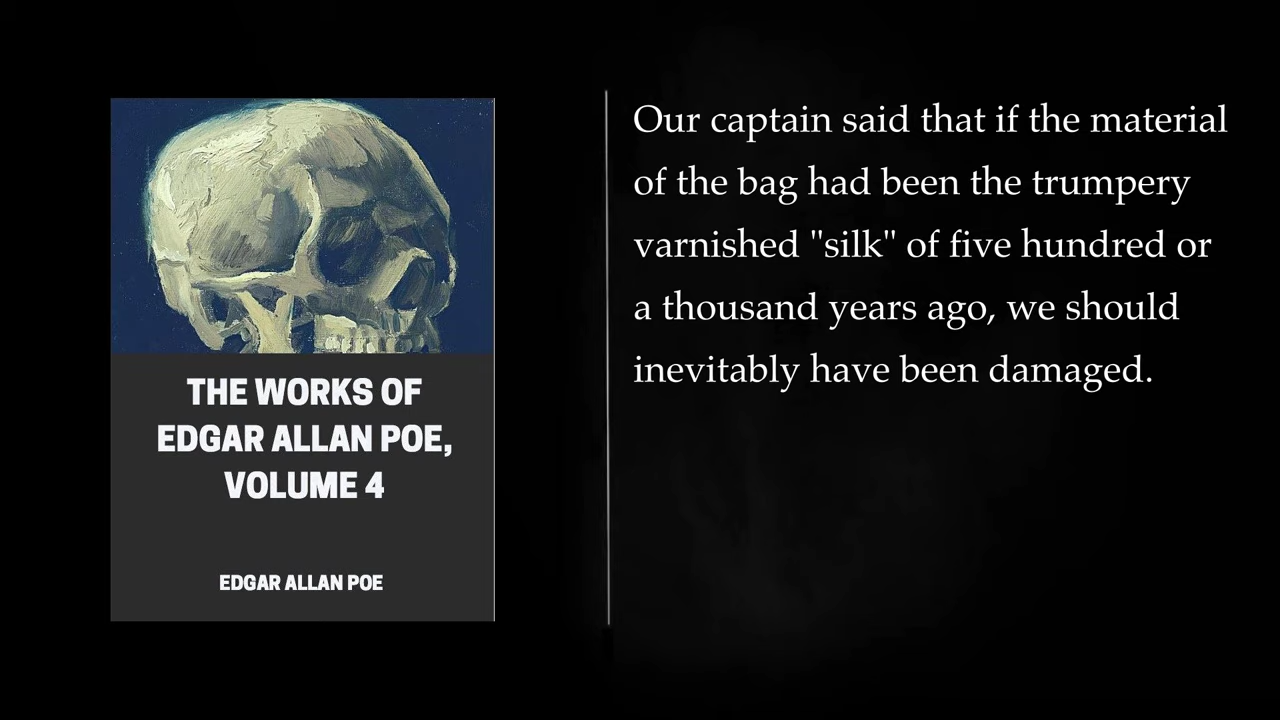 THE WORKS OF
EDGAR ALLAN POE,
VOLUME 4
EDGAR ALLAN POE
Our captain said that if the material
of the bag had been the trumpery
varnished "silk" of five hundred or
a thousand years ago, we should
inevitably have been damaged.